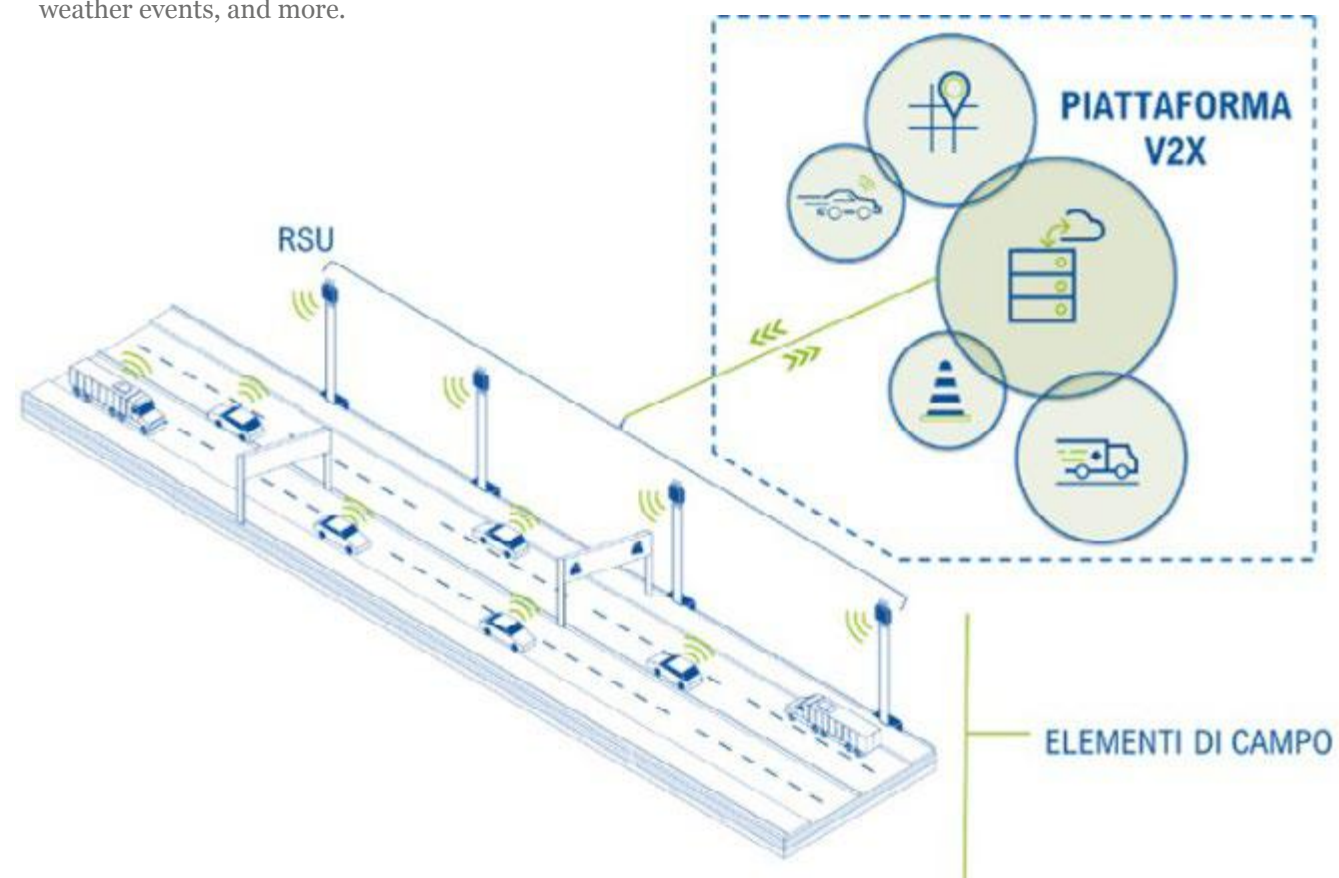 weather events, and more.
PIATTAFORMA
V2X
RSU
ELEMENTI DI CAMPO